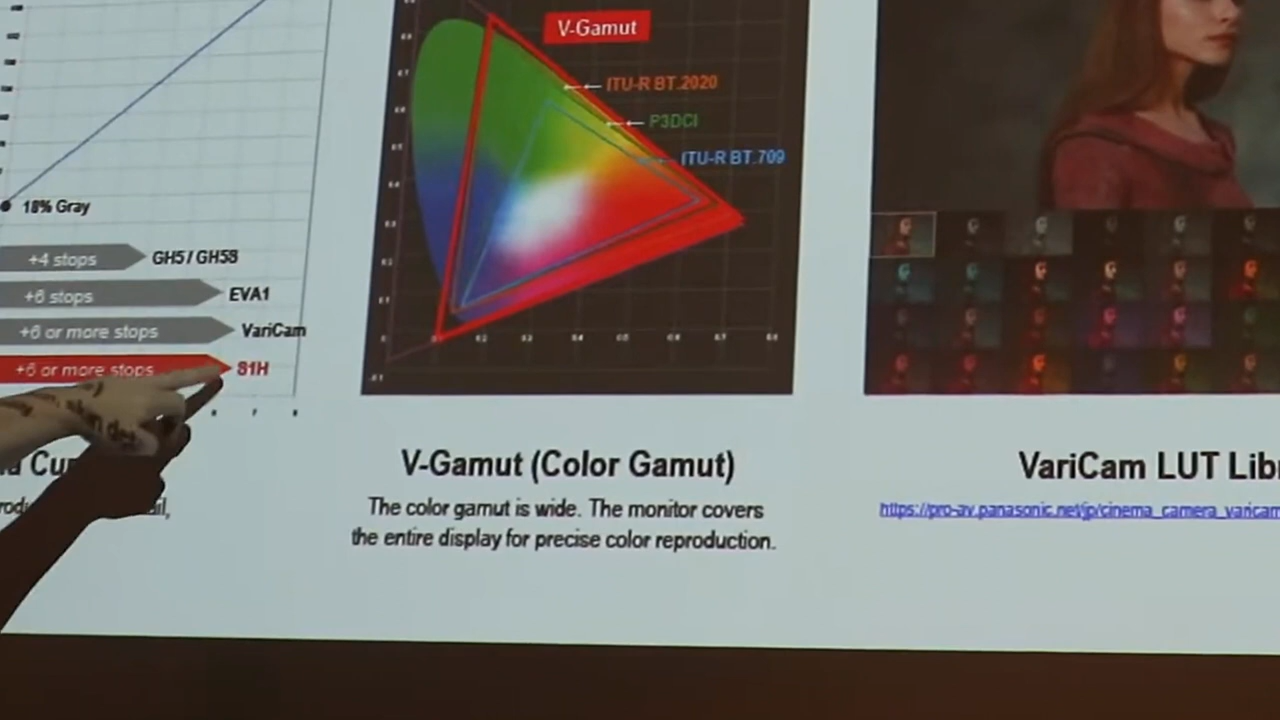 18% Gray
+4 stops
GH5 / GH5S
+6 stops
EVA1
+6 or more stops
VariCam
+6 or more stops
S1H
V-Gamut
ITU-R BT.2020
P3DCI
ITU-R BT.709
V-Gamut (Color Gamut)
The color gamut is wide. The monitor covers
the entire display for precise color reproduction.
VariCam LUT
https://pro-av.panasonic.net/jp/cinema_camera_varicam